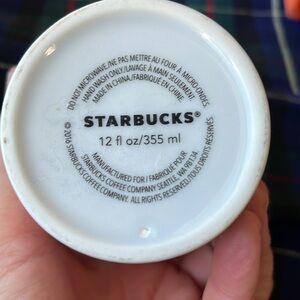 DO NOT MICROWAVE/NE PAS METTRE AU FOUR À MICRO-ONDES
HAND WASH ONLY/LAVAGE À MAIN SEULEMENT
MADE IN CHINA/FABRIQUÉ EN CHINE
STARBUCKS®
12 fl oz/355 ml
MANUFACTURED FOR/FABRIQUÉ POUR
STARBUCKS COFFEE COMPANY SEATTLE, WA 98134
© 2016 STARBUCKS COFFEE COMPANY. ALL RIGHTS RESERVED./TOUS DROITS RÉSERVÉS